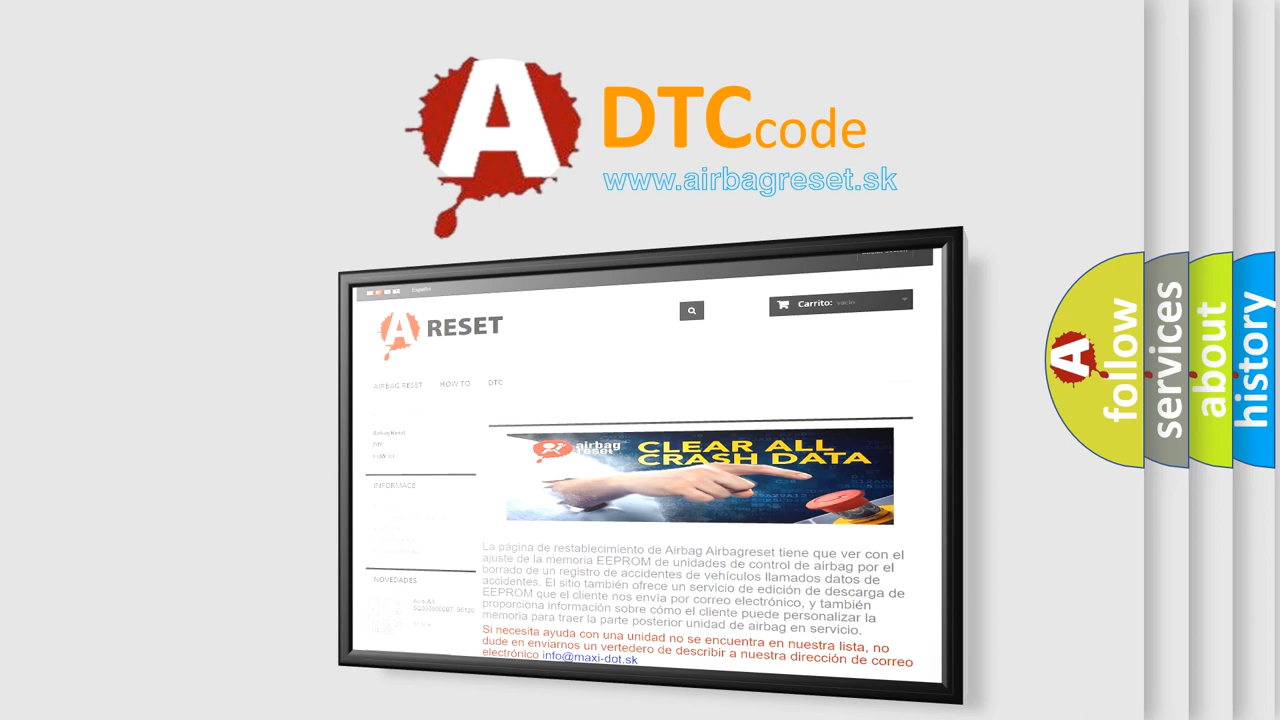 A
DTCcode
www.airbagreset.sk
Español
A RESET
Carrito: vacío
AIRBAG RESET HOW TO DTC
Airbag Reset
DTC
INFORMACE
airbag
reset
CLEAR ALL
CRASH DATA
La página de restablecimiento de Airbag Airbagreset tiene que ver con el
ajuste de la memoria EEPROM de unidades de control de airbag por el
borrado de un registro de accidentes de vehículos llamados datos de
accidentes. El sitio también ofrece un servicio de edición de descarga de
EEPROM que el cliente nos envía por correo electrónico, y también
proporciona información sobre cómo el cliente puede personalizar la
memoria para traer la parte posterior unidad de airbag en servicio.
Si necesita ayuda con una unidad no se encuentra en nuestra lista, no
dude en enviarnos un vertedero de describir a nuestra dirección de correo
electrónico info@maxi-dot.sk
NOVEDADES
A
follow
services
about
history